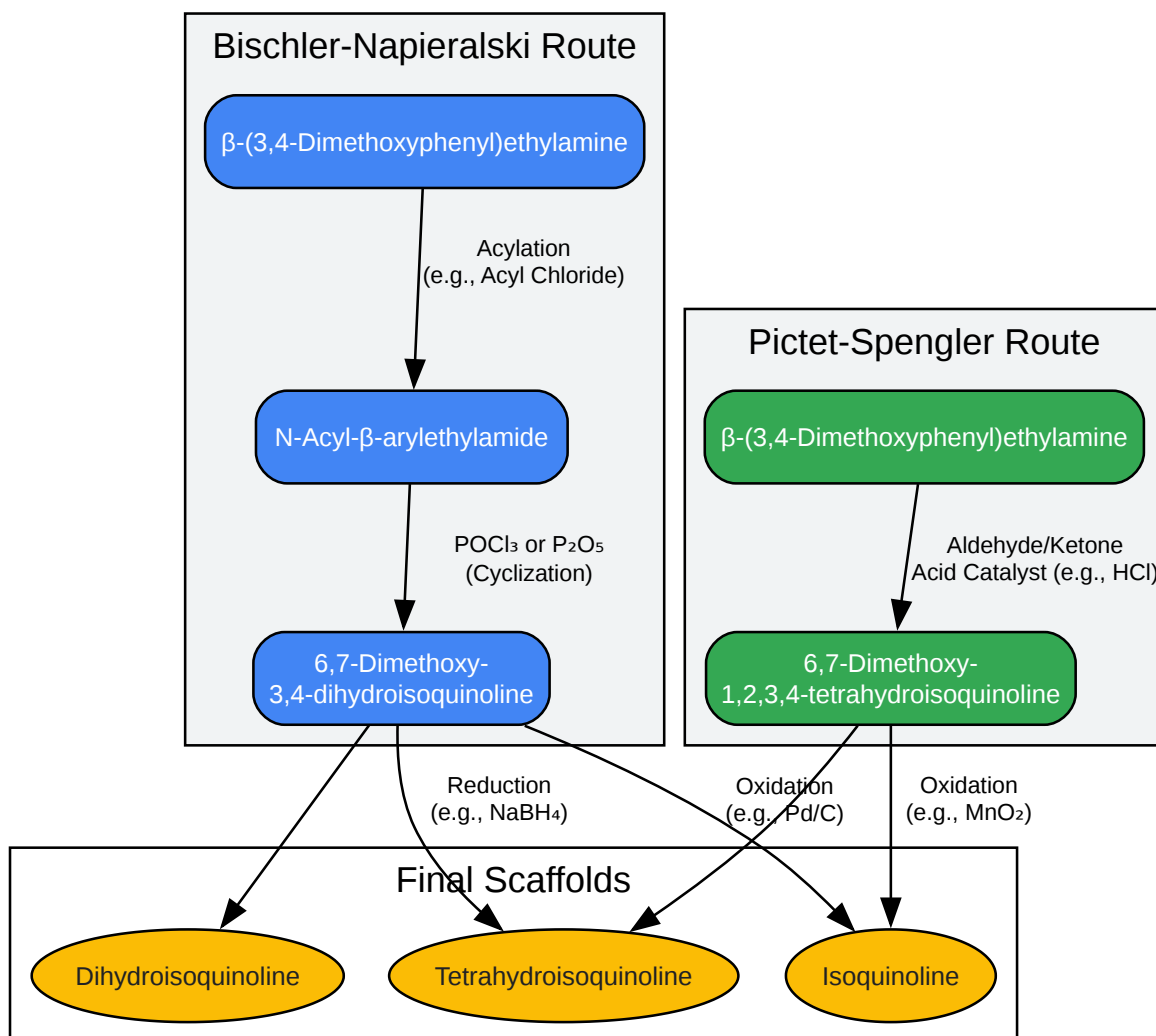 Bischler-Napieralski Route
β-(3,4-Dimethoxyphenyl)ethylamine
Acylation
(e.g., Acyl Chloride)
N-Acyl-β-arylethylamide
POCl₃ or P₂O₅
(Cyclization)
6,7-Dimethoxy-
3,4-dihydroisoquinoline
Pictet-Spengler Route
β-(3,4-Dimethoxyphenyl)ethylamine
Aldehyde/Ketone
Acid Catalyst (e.g., HCl)
6,7-Dimethoxy-
1,2,3,4-tetrahydroisoquinoline
Reduction
(e.g., NaBH₄)
Oxidation
(e.g., Pd/C)
Oxidation
(e.g., MnO₂)
Final Scaffolds
Dihydroisoquinoline
Tetrahydroisoquinoline
Isoquinoline